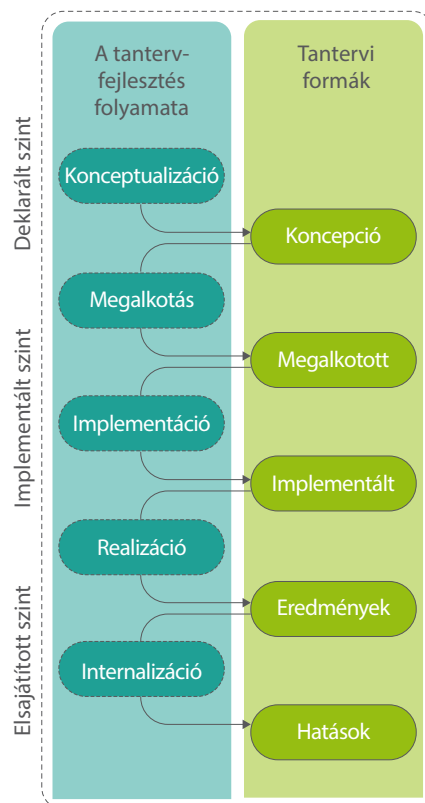 A tanterv-
fejlesztés
folyamata
Tantervi
formák
Deklarált szint
Implementált szint
Elsajátított szint
Konceptualizáció
Koncepció
Megalkotás
Megalkotott
Implementáció
Implementált
Realizáció
Eredmények
Internalizáció
Hatások